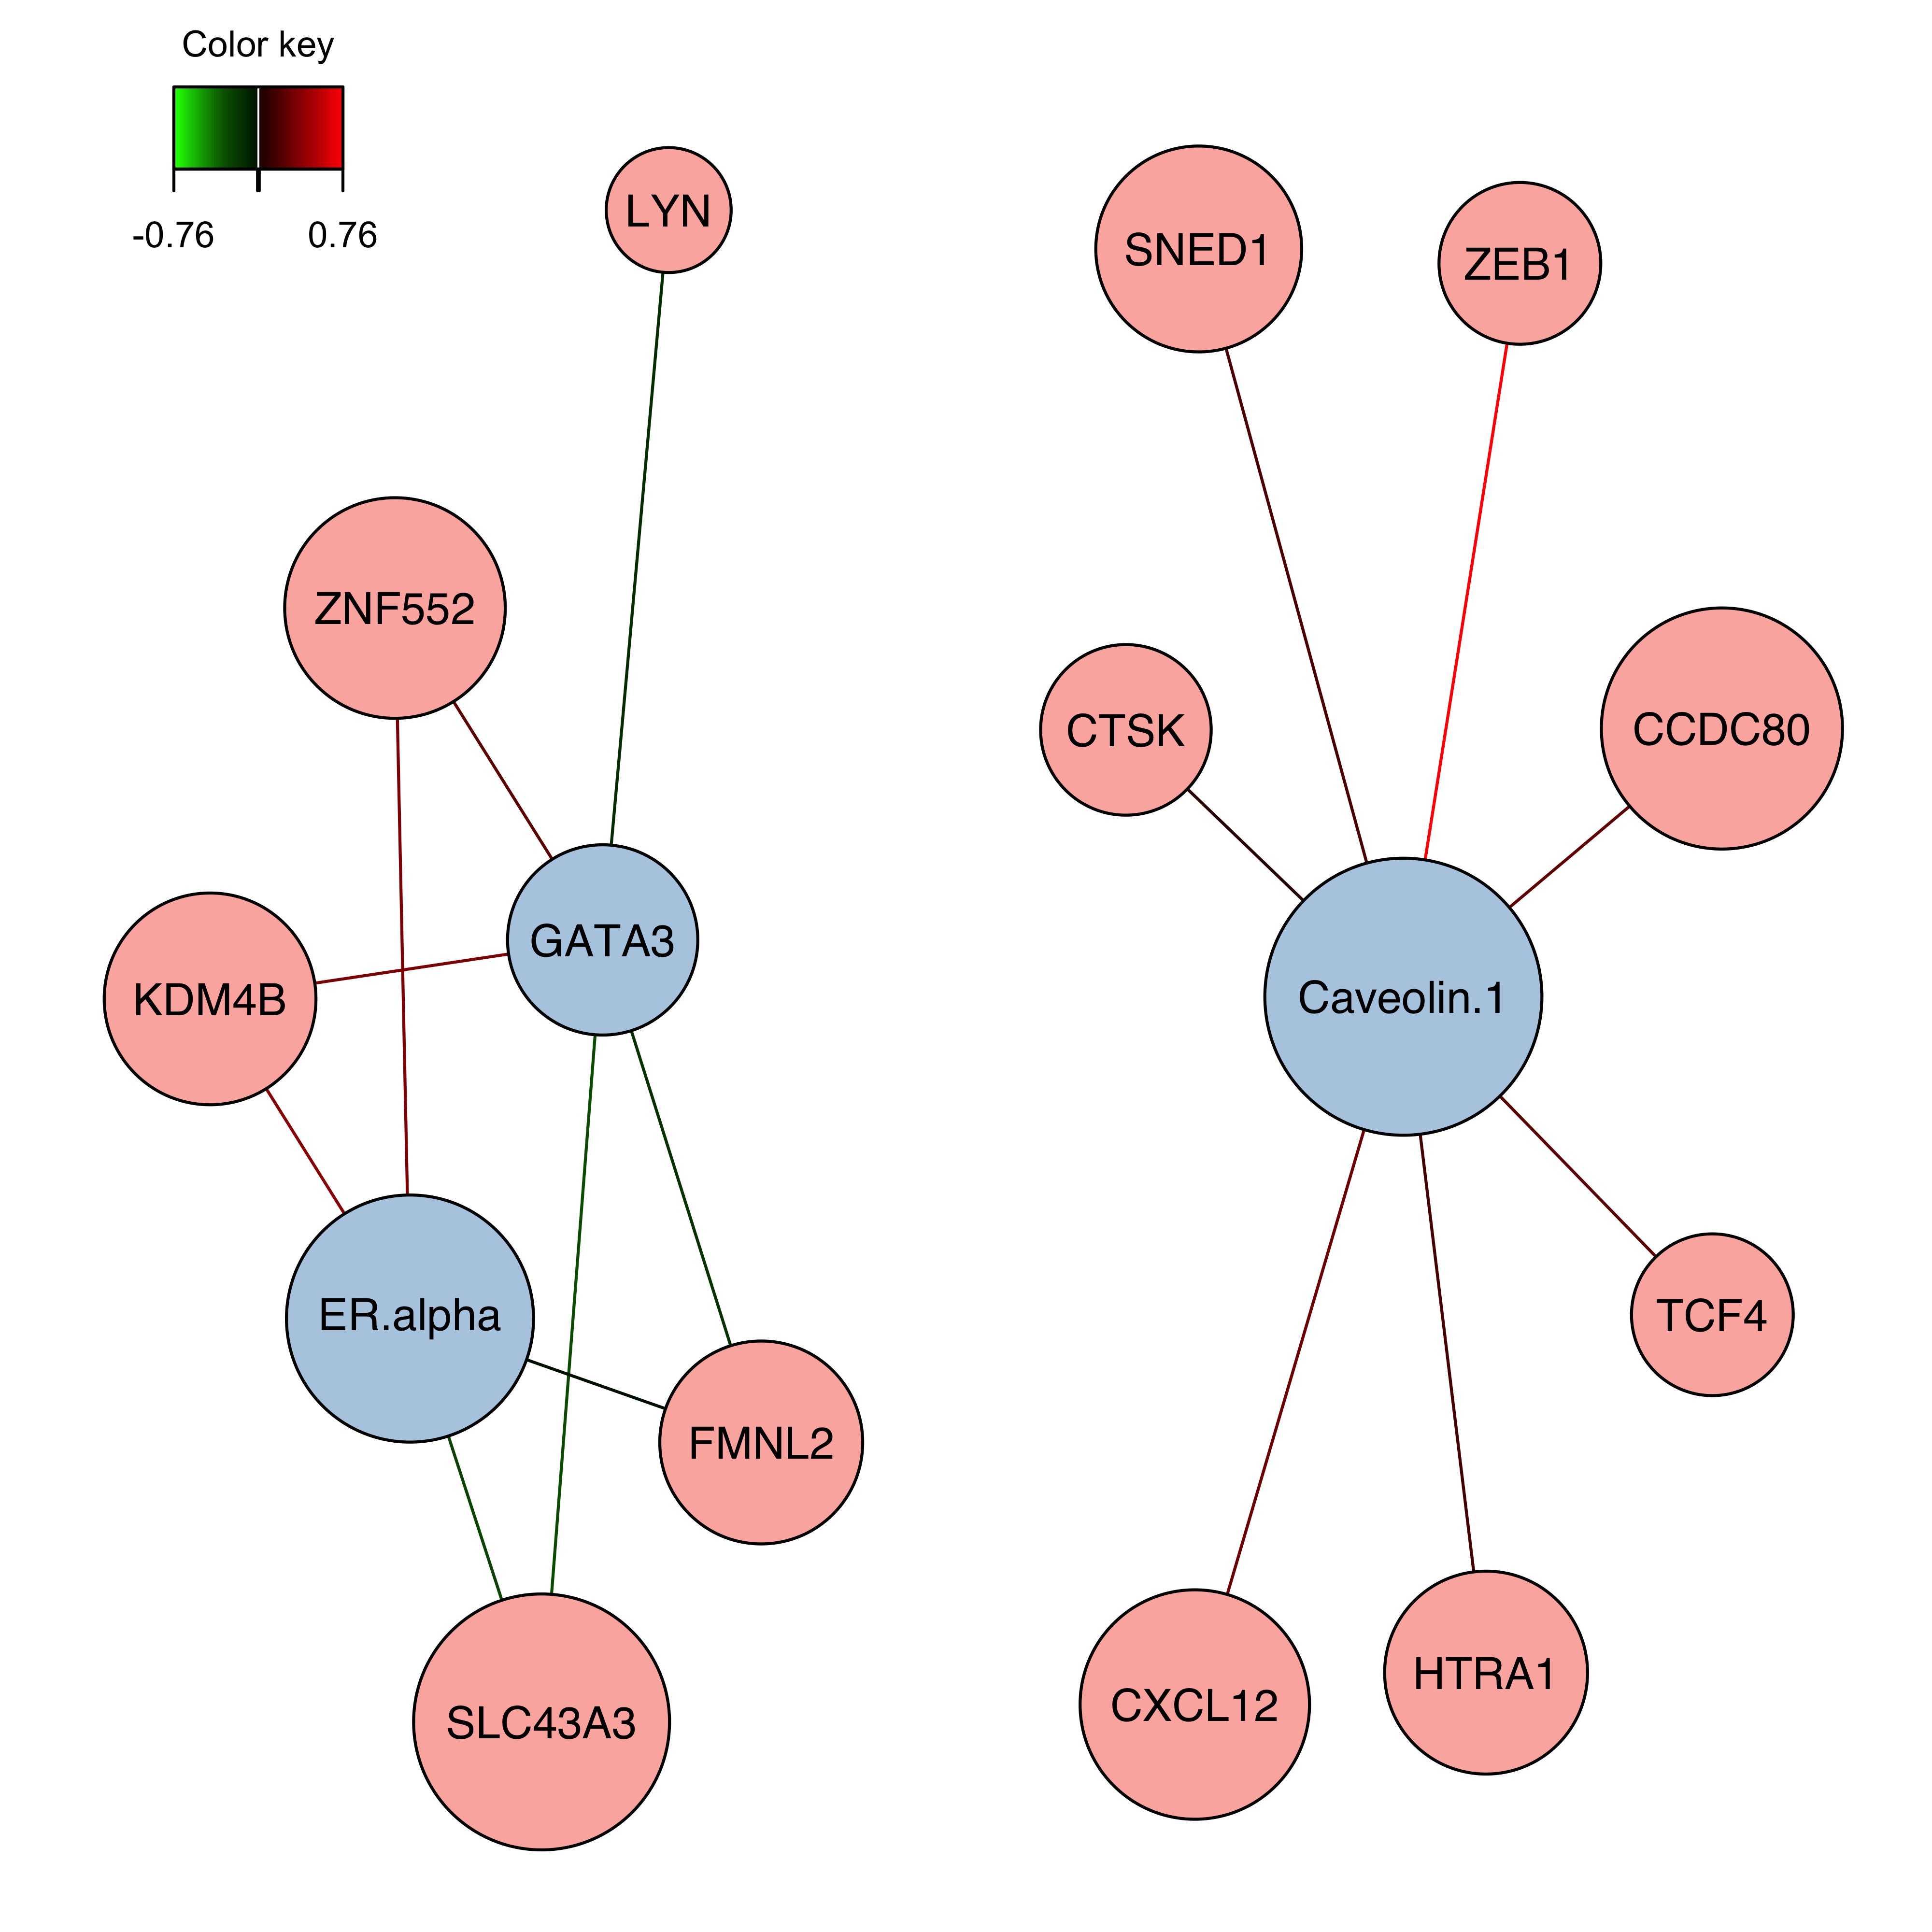 Color key
-0.76 0.76
LYN
SNED1
ZEB1
ZNF552
CTSK
CCDC80
GATA3
KDM4B
Caveolin.1
ER.alpha
TCF4
FMNL2
HTRA1
CXCL12
SLC43A3